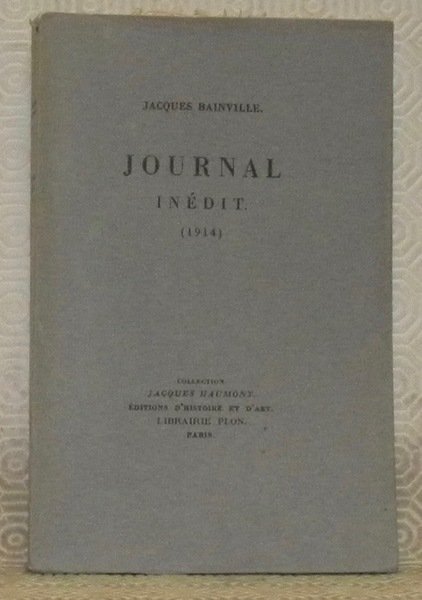 JACQUES BAINVILLE.
JOURNAL
INÉDIT.
(1914)
COLLECTION
JACQUES HAUMONT.
ÉDITIONS D'HISTOIRE ET D'ART.
LIBRAIRIE PLON.
PARIS